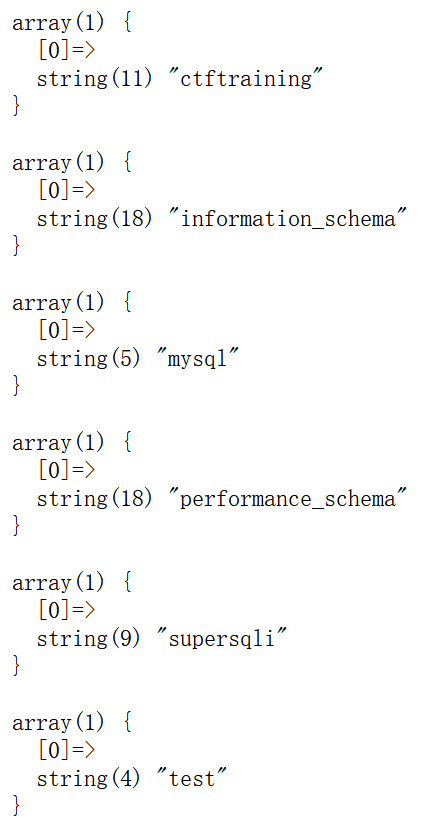 array(1) {
  [0]=>
  string(11) "ctftraining"
}

array(1) {
  [0]=>
  string(18) "information_schema"
}

array(1) {
  [0]=>
  string(5) "mysql"
}

array(1) {
  [0]=>
  string(18) "performance_schema"
}

array(1) {
  [0]=>
  string(9) "supersqli"
}

array(1) {
  [0]=>
  string(4) "test"
}